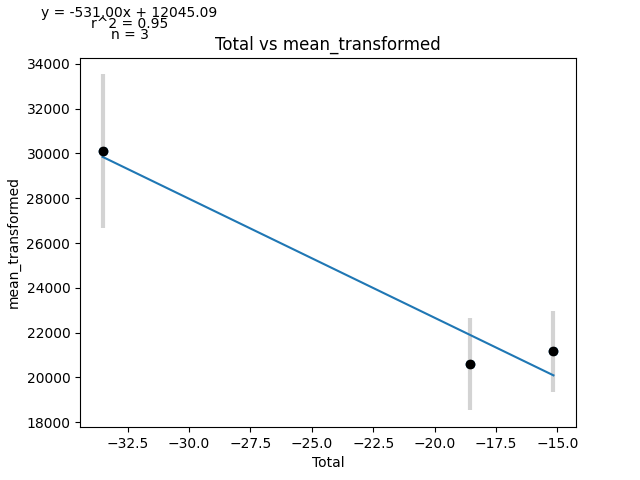 y = -531.00x + 12045.09
r^2 = 0.95
n = 3
Total vs mean_transformed
34000
32000
30000
28000
26000
24000
22000
20000
18000
mean_transformed
−32.5 −30.0 −27.5 −25.0 −22.5 −20.0 −17.5 −15.0
Total